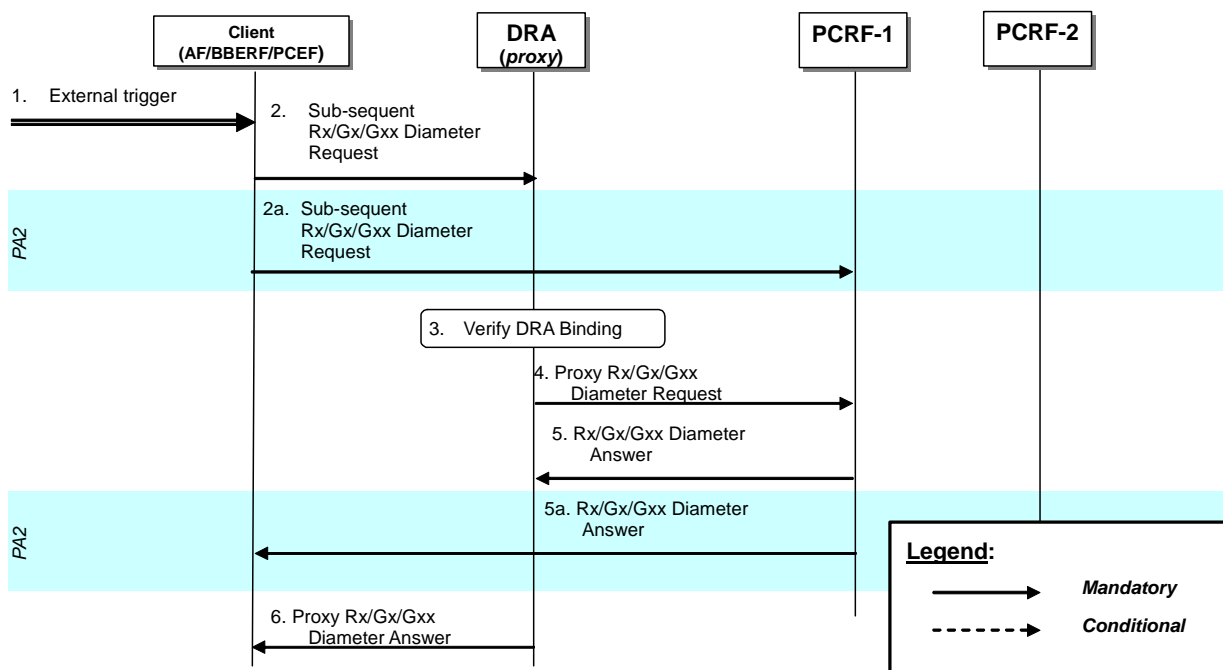 Client
(AF/BBERF/PCEF)
DRA
(proxy)
PCRF-1
PCRF-2
1. External trigger
2. Sub-sequent
Rx/Gx/Gxx Diameter
Request
PA2
2a. Sub-sequent
Rx/Gx/Gxx Diameter
Request
3. Verify DRA Binding
4. Proxy Rx/Gx/Gxx
Diameter Request
5. Rx/Gx/Gxx Diameter
Answer
PA2
5a. Rx/Gx/Gxx Diameter
Answer
6. Proxy Rx/Gx/Gxx
Diameter Answer
Legend:
Mandatory
Conditional